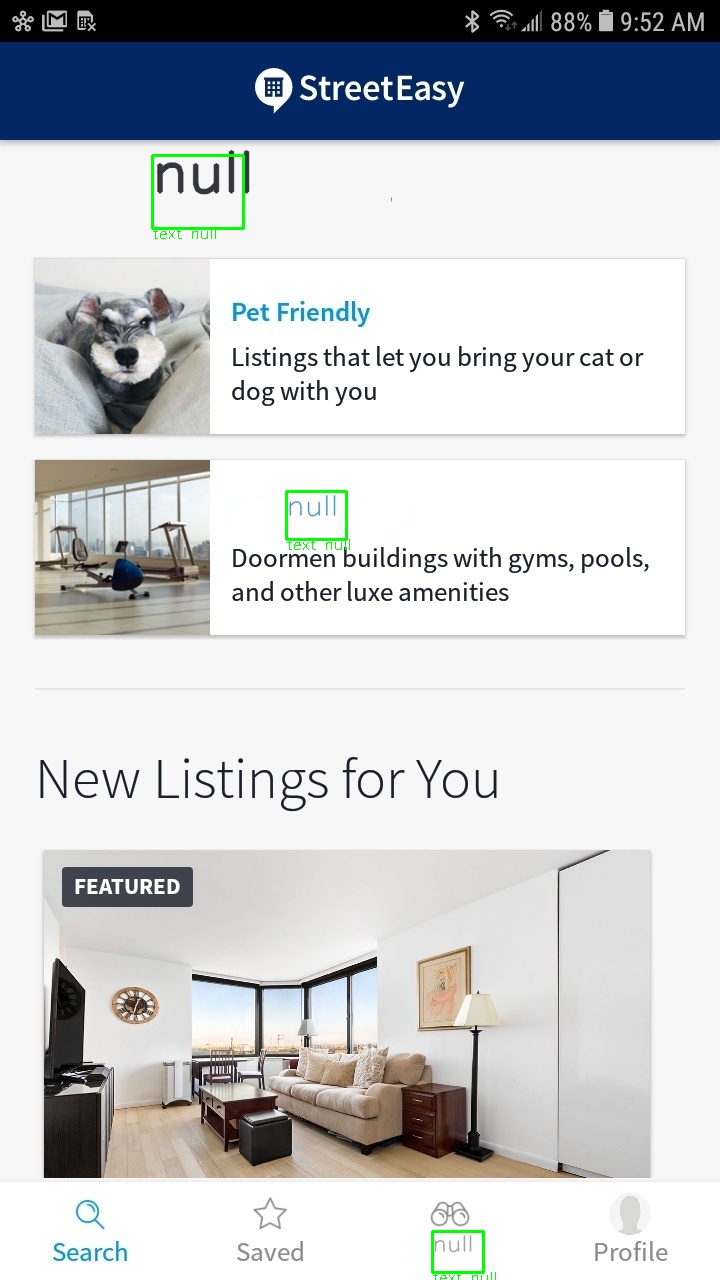 88% 9:52 AM
StreetEasy
null
text null
Pet Friendly
Listings that let you bring your cat or
dog with you
null
text null
Doormen buildings with gyms, pools,
and other luxe amenities
New Listings for You
FEATURED
null
Search Saved Profile
text null